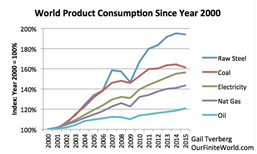 World Product Consumption Since Year 2000
Index: Year 2000 = 100%
200%
180%
160%
140%
120%
100%
Raw Steel
Coal
Electricity
Nat Gas
Oil
2000 2001 2002 2003 2004 2005 2006 2007 2008 2009 2010 2011 2012 2013 2014 2015
Gail Tverberg
OurFiniteWorld.com